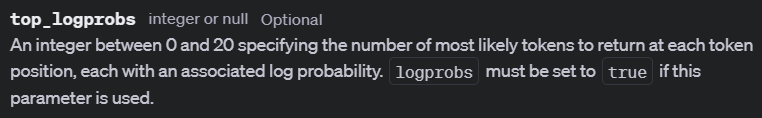 top_logprobs integer or null Optional
An integer between 0 and 20 specifying the number of most likely tokens to return at each token
position, each with an associated log probability. logprobs must be set to true if this
parameter is used.